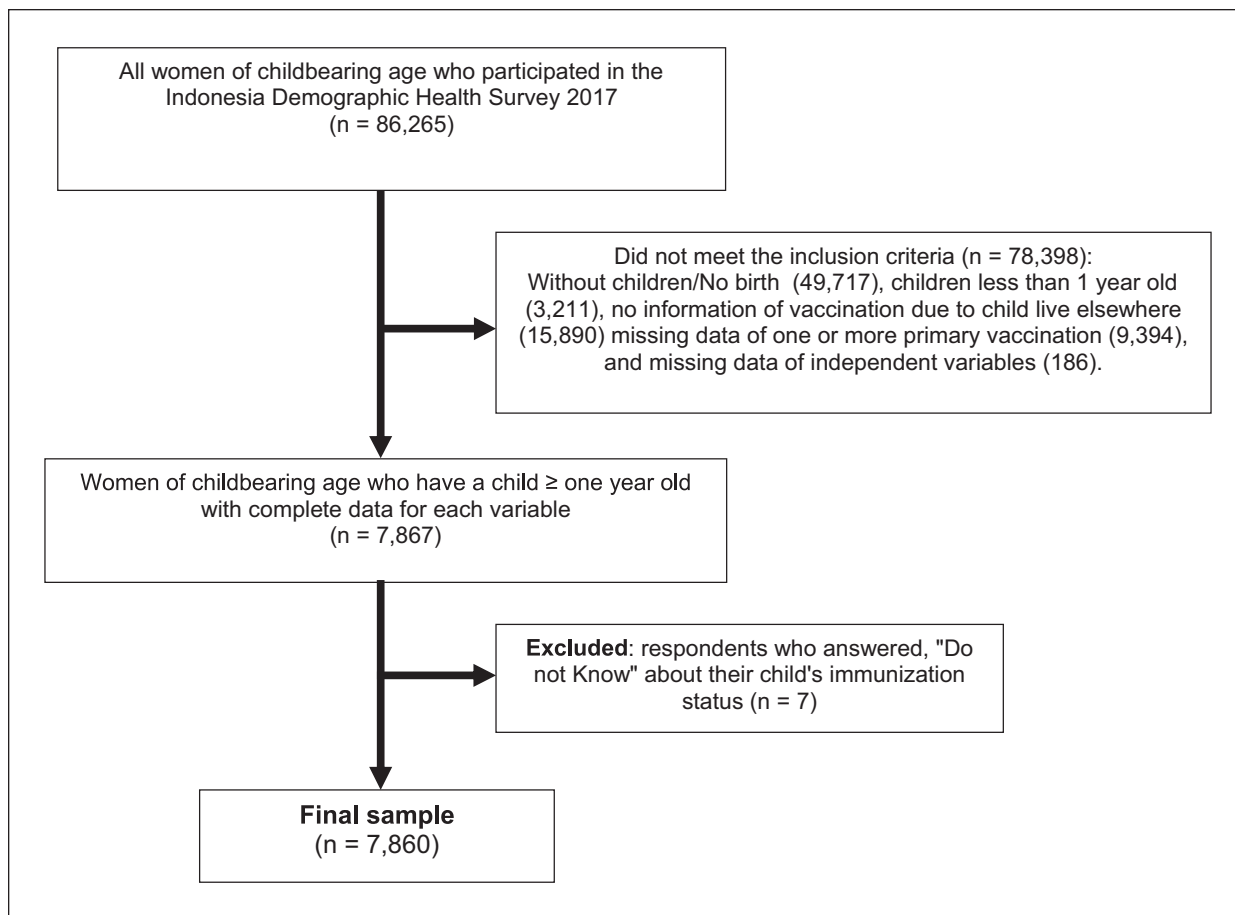 All women of childbearing age who participated in the
Indonesia Demographic Health Survey 2017
(n = 86,265)
Did not meet the inclusion criteria (n = 78,398):
Without children/No birth (49,717), children less than 1 year old
(3,211), no information of vaccination due to child live elsewhere
(15,890) missing data of one or more primary vaccination (9,394),
and missing data of independent variables (186).
Women of childbearing age who have a child ≥ one year old
with complete data for each variable
(n = 7,867)
Excluded: respondents who answered, "Do
not Know" about their child's immunization
status (n = 7)
Final sample
(n = 7,860)